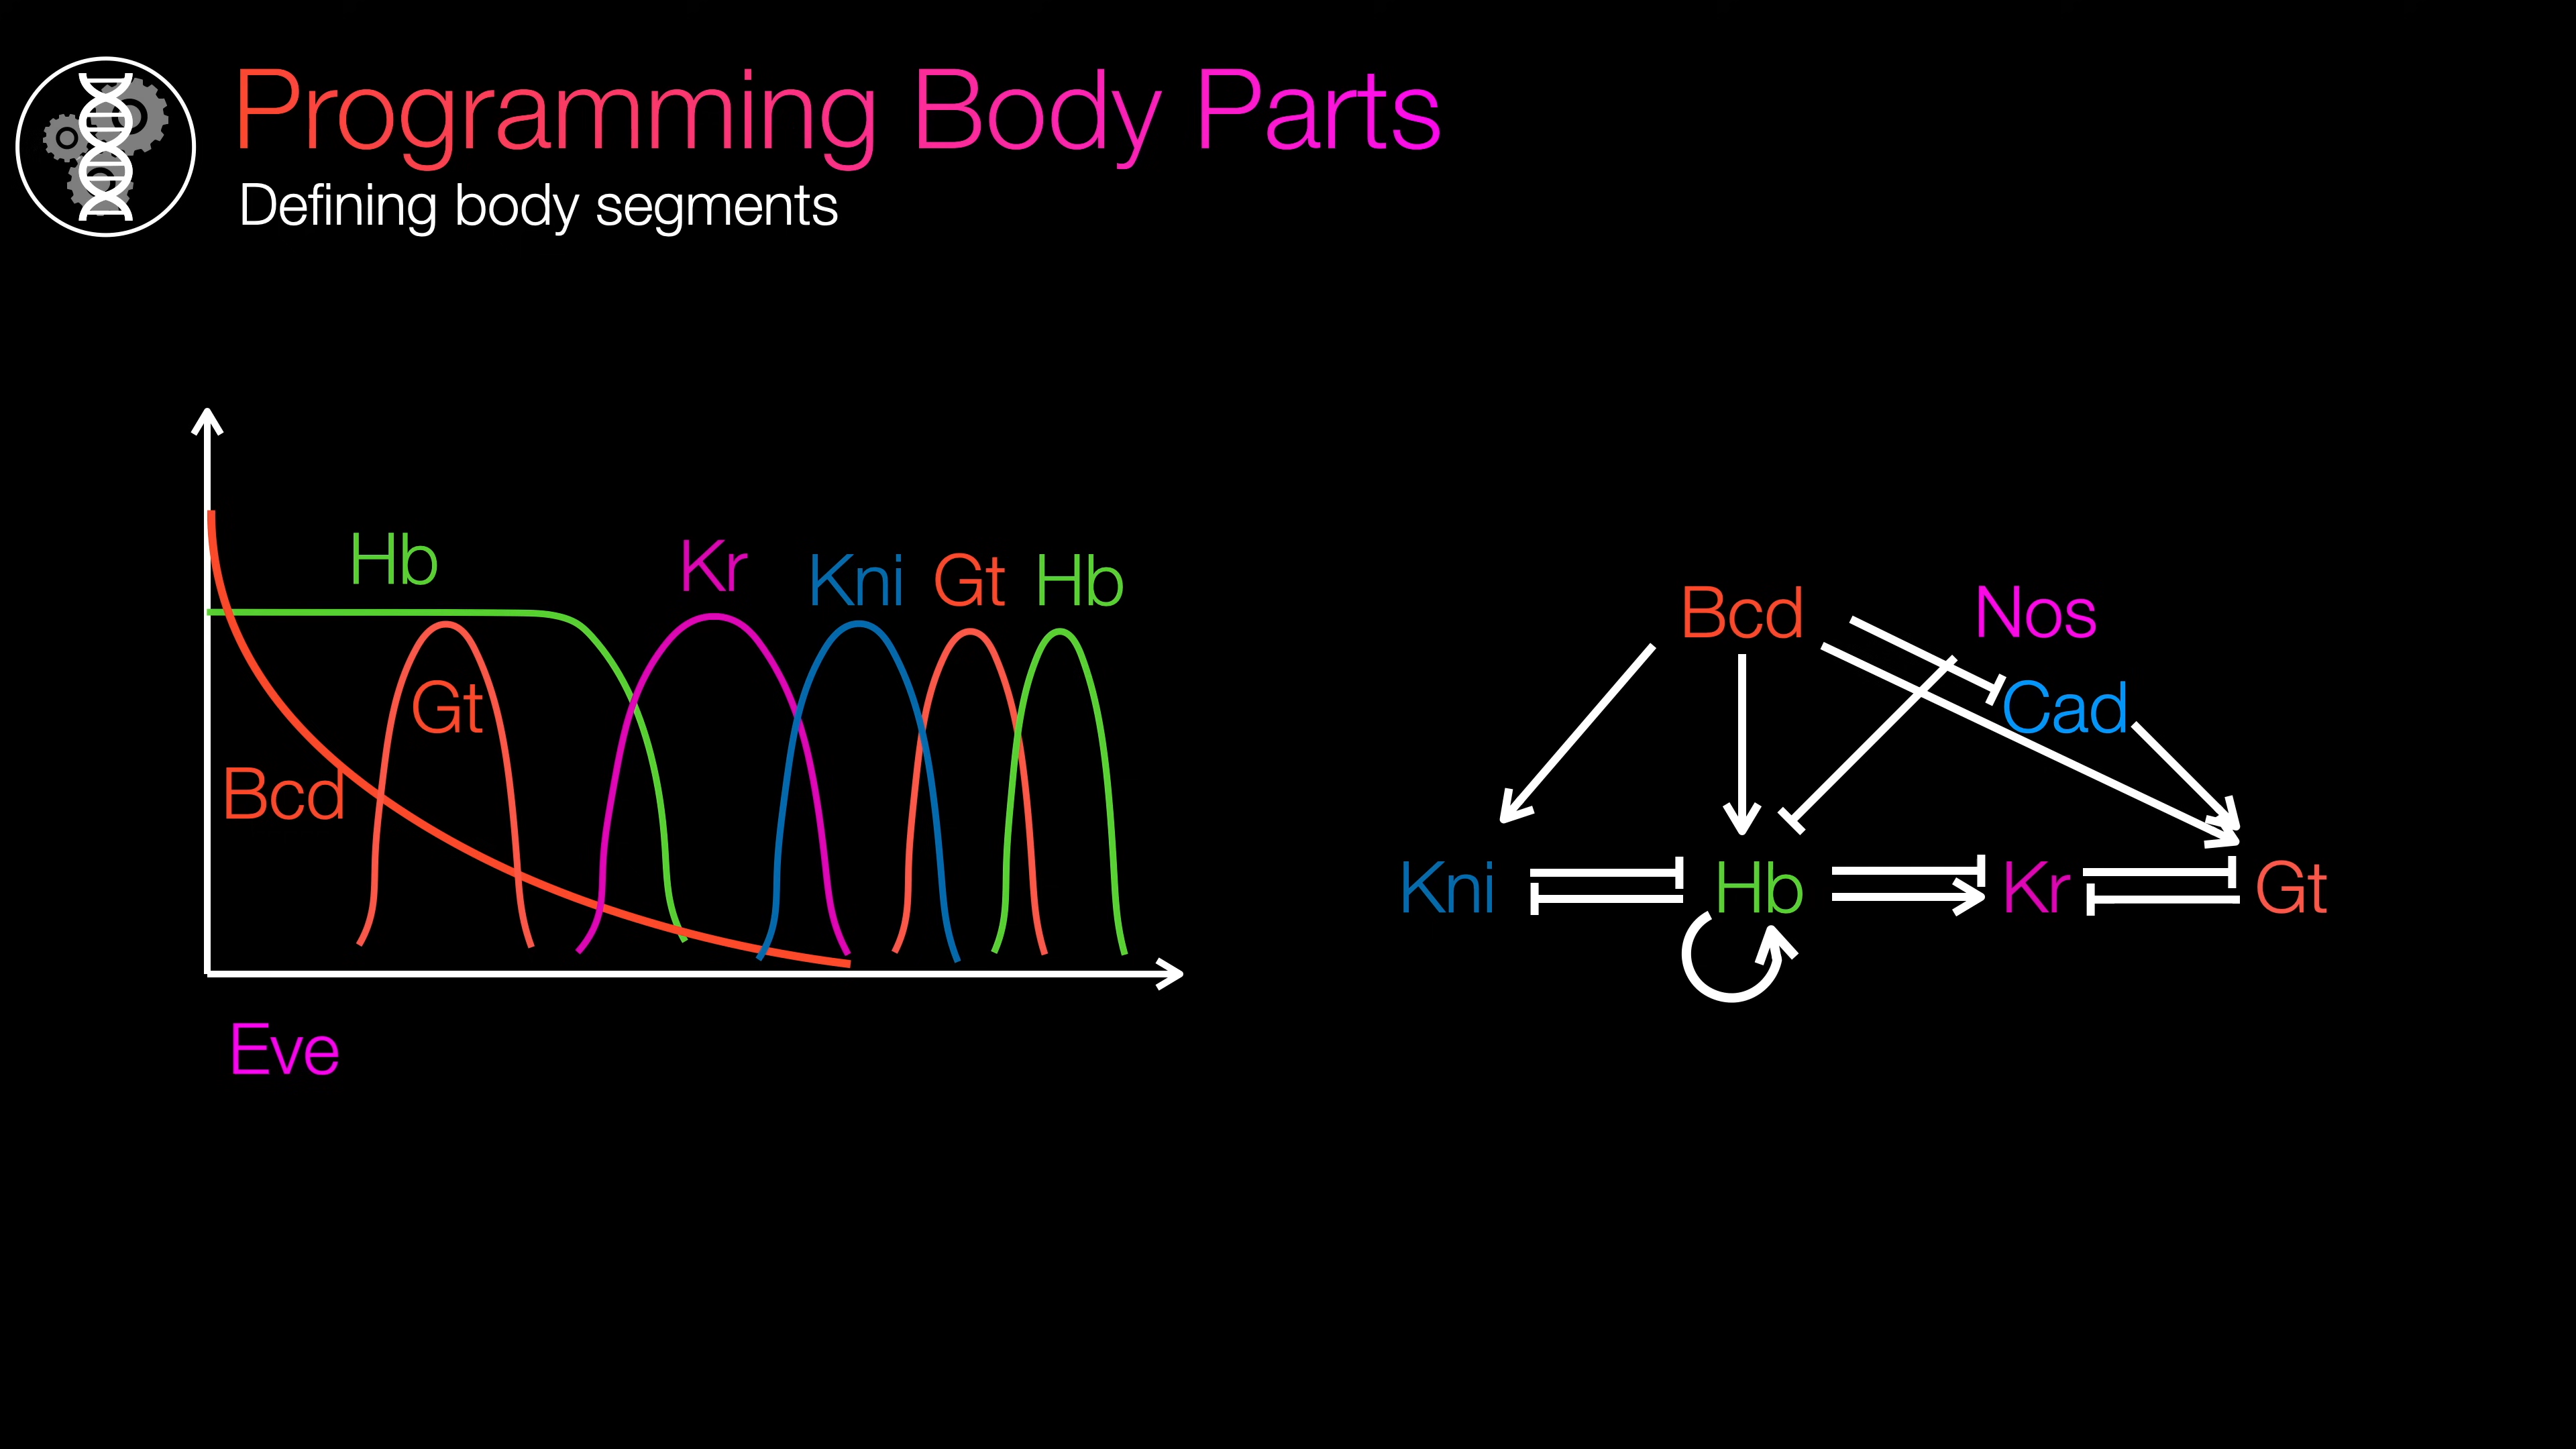 Programming Body Parts
Defining body segments
Hb
Kr
Kni
Gt
Hb
Gt
Bcd
Eve
Bcd
Nos
Cad
Kni
Hb
Kr
Gt